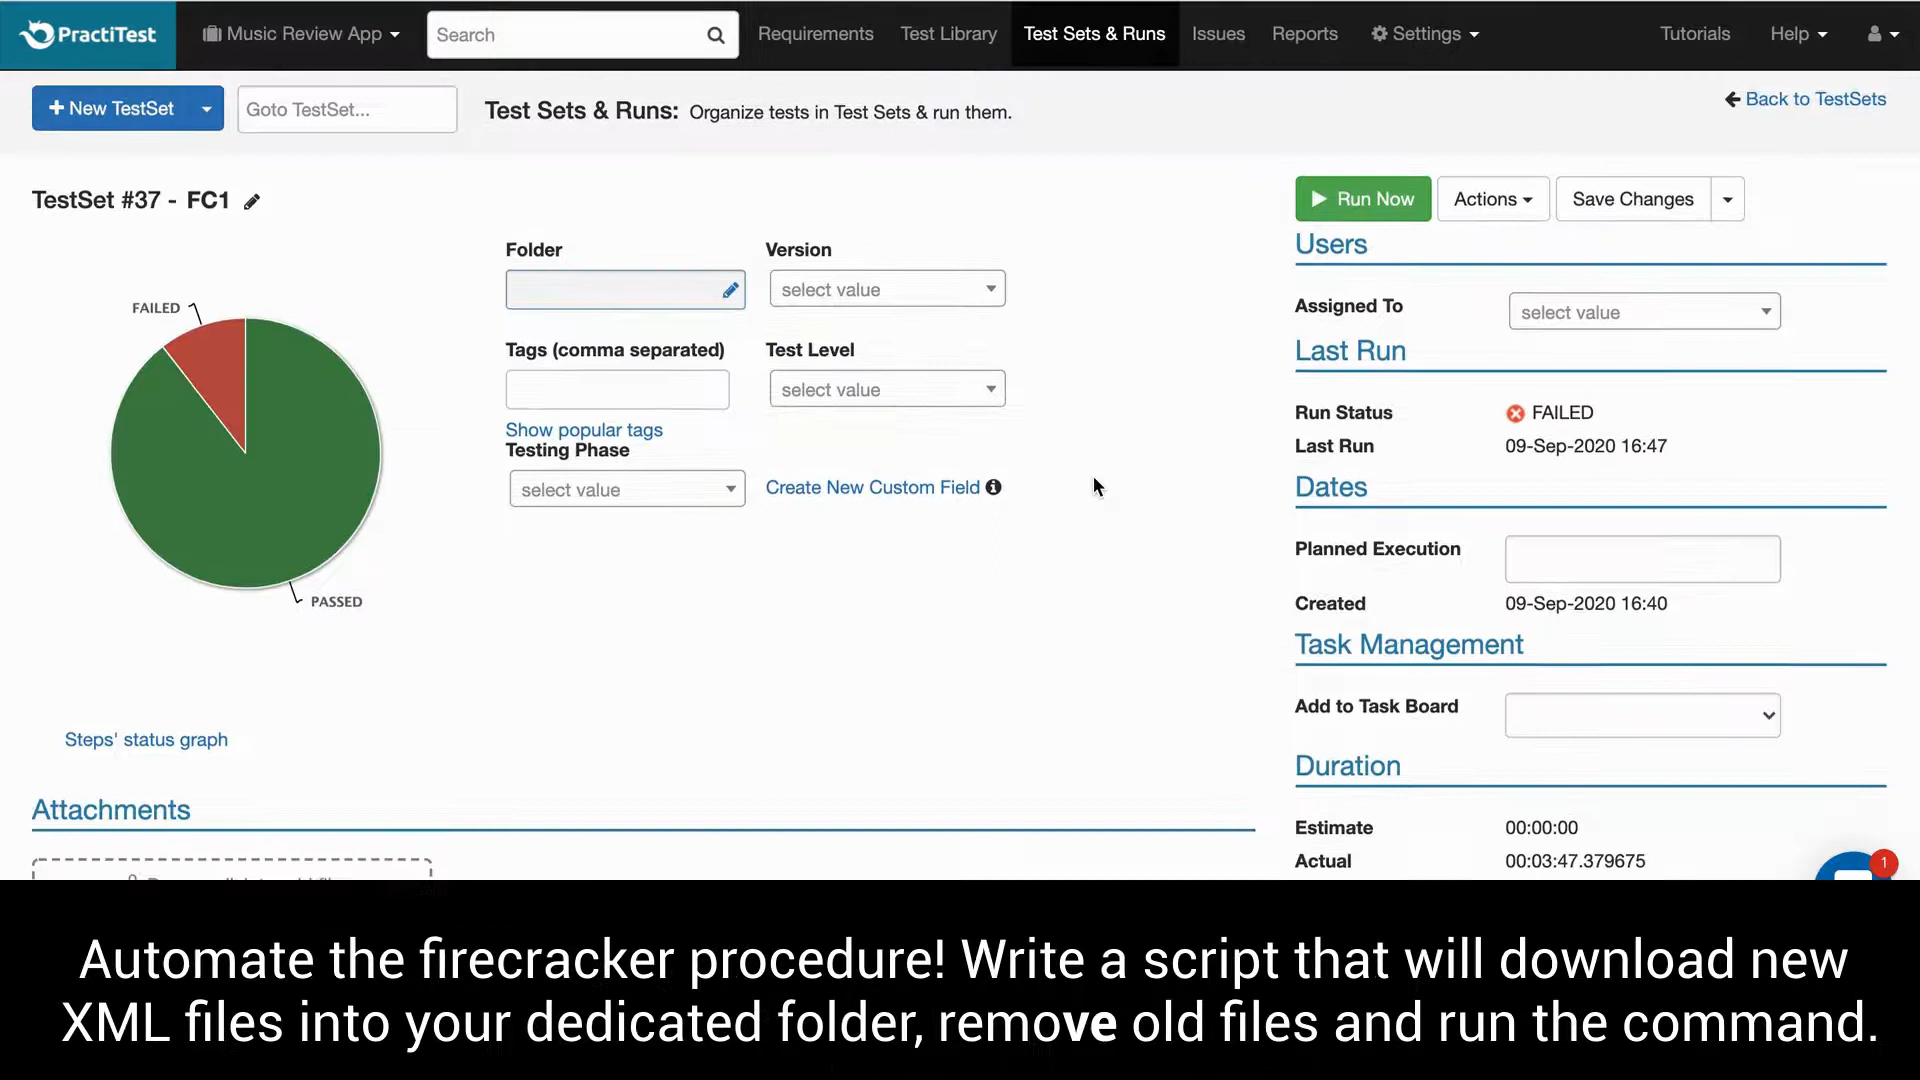 PractiTest
Music Review App
Search
Requirements
Test Library
Test Sets & Runs
Issues
Reports
Settings
Tutorials
Help
+ New TestSet
Goto TestSet...
Test Sets & Runs: Organize tests in Test Sets & run them.
Back to TestSets
TestSet #37 - FC1
Run Now
Actions
Save Changes
FAILED
PASSED
Steps' status graph
Folder
Version
select value
Tags (comma separated)
Test Level
select value
Show popular tags
Testing Phase
select value
Create New Custom Field
Users
Assigned To
select value
Last Run
Run Status FAILED
Last Run 09-Sep-2020 16:47
Dates
Planned Execution
Created 09-Sep-2020 16:40
Task Management
Add to Task Board
Duration
Estimate 00:00:00
Actual 00:03:47.379675
1
Attachments
Automate the firecracker procedure! Write a script that will download new
XML files into your dedicated folder, remove old files and run the command.